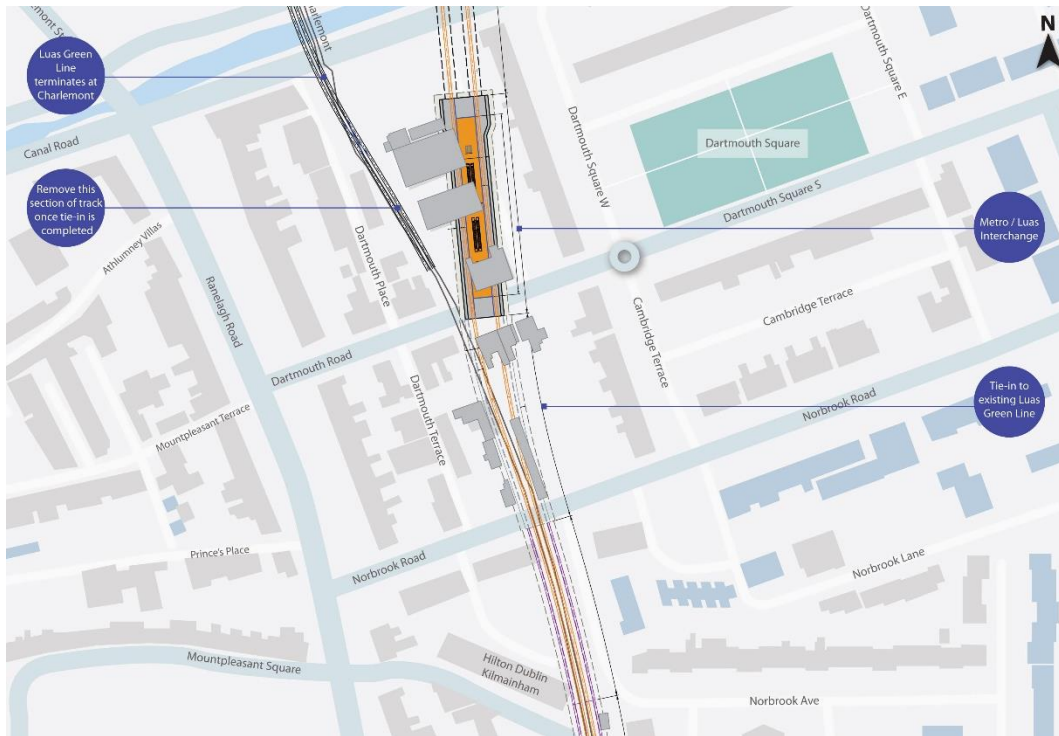 N
Luas Green
Line
terminates at
Charlemont
Charlemont
Canal Road
Dartmouth Square E
Dartmouth Square
Dartmouth Square W
Dartmouth Square S
Remove this
section of track
once tie-in is
completed
Metro / Luas
Interchange
Athlumney Villas
Ranelagh Road
Dartmouth Place
Cambridge Terrace
Cambridge Terrace
Dartmouth Road
Dartmouth Terrace
Mountpleasant Terrace
Tie-in to
existing Luas
Green Line
Norbrook Road
Prince's Place
Norbrook Road
Norbrook Lane
Mountpleasant Square
Hilton Dublin
Kilmainham
Norbrook Ave